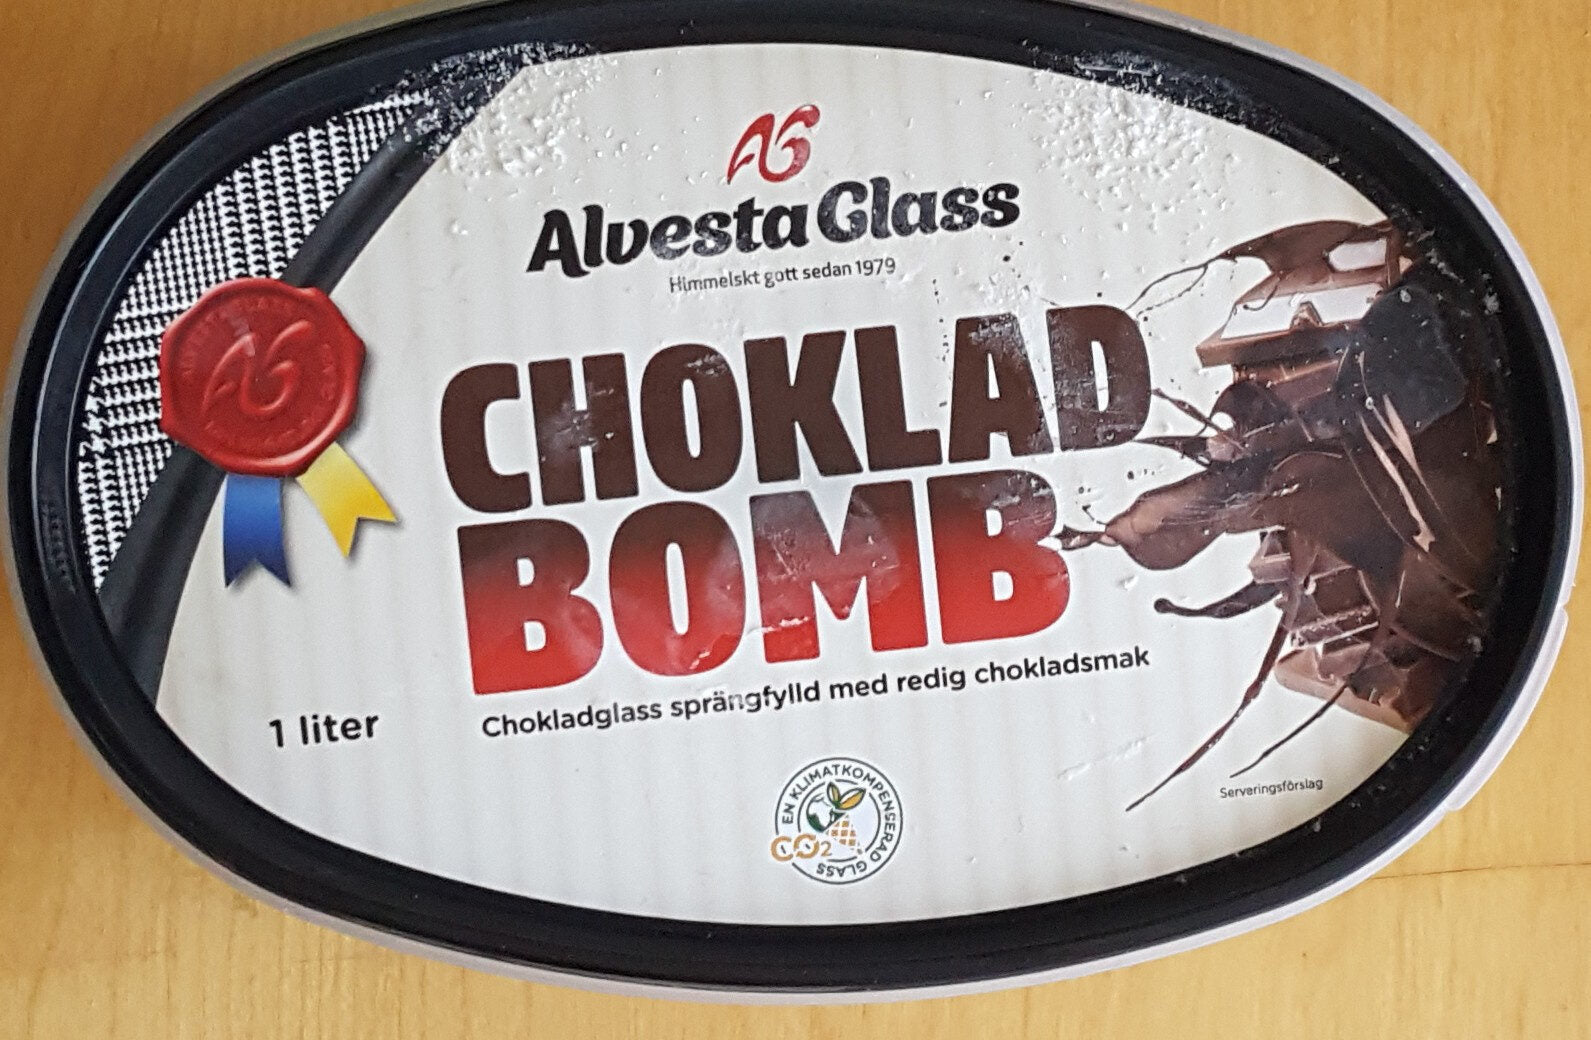 AG
Alvesta Glass
Himmelskt gott sedan 1979
CHOKLAD
BOMB
Chokladglass sprängfylld med redig chokladsmak
1 liter
AG
EN KLIMATKOMPENSERAD GLASS
CO2
Serveringsförslag